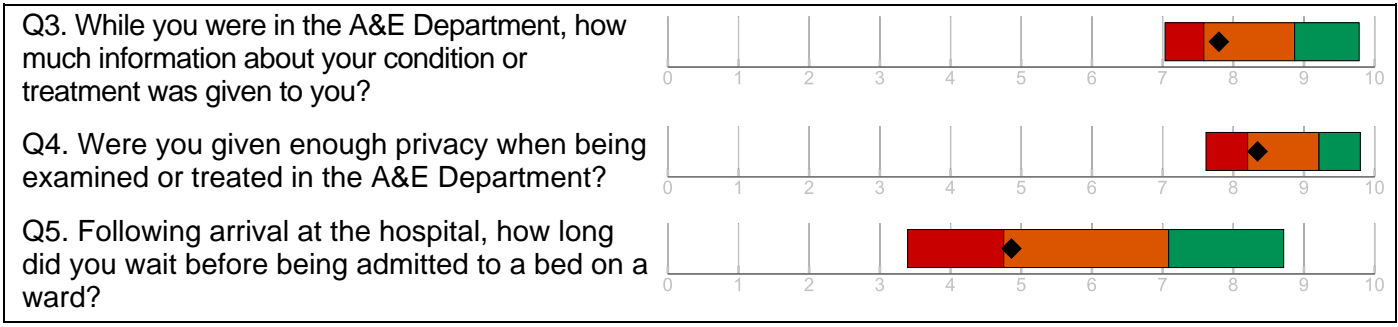 Q3. While you were in the A&E Department, how
much information about your condition or
treatment was given to you?
0 1 2 3 4 5 6 7 8 9 10
Q4. Were you given enough privacy when being
examined or treated in the A&E Department?
0 1 2 3 4 5 6 7 8 9 10
Q5. Following arrival at the hospital, how long
did you wait before being admitted to a bed on a
ward?
0 1 2 3 4 5 6 7 8 9 10